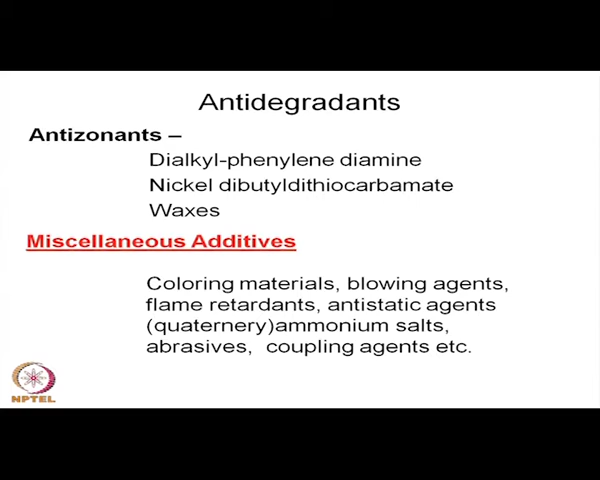 Antidegradants
Antizonants –
Dialkyl-phenylene diamine
Nickel dibutyldithiocarbamate
Waxes
Miscellaneous Additives
Coloring materials, blowing agents,
flame retardants, antistatic agents
(quaternery)ammonium salts,
abrasives, coupling agents etc.
NPTEL